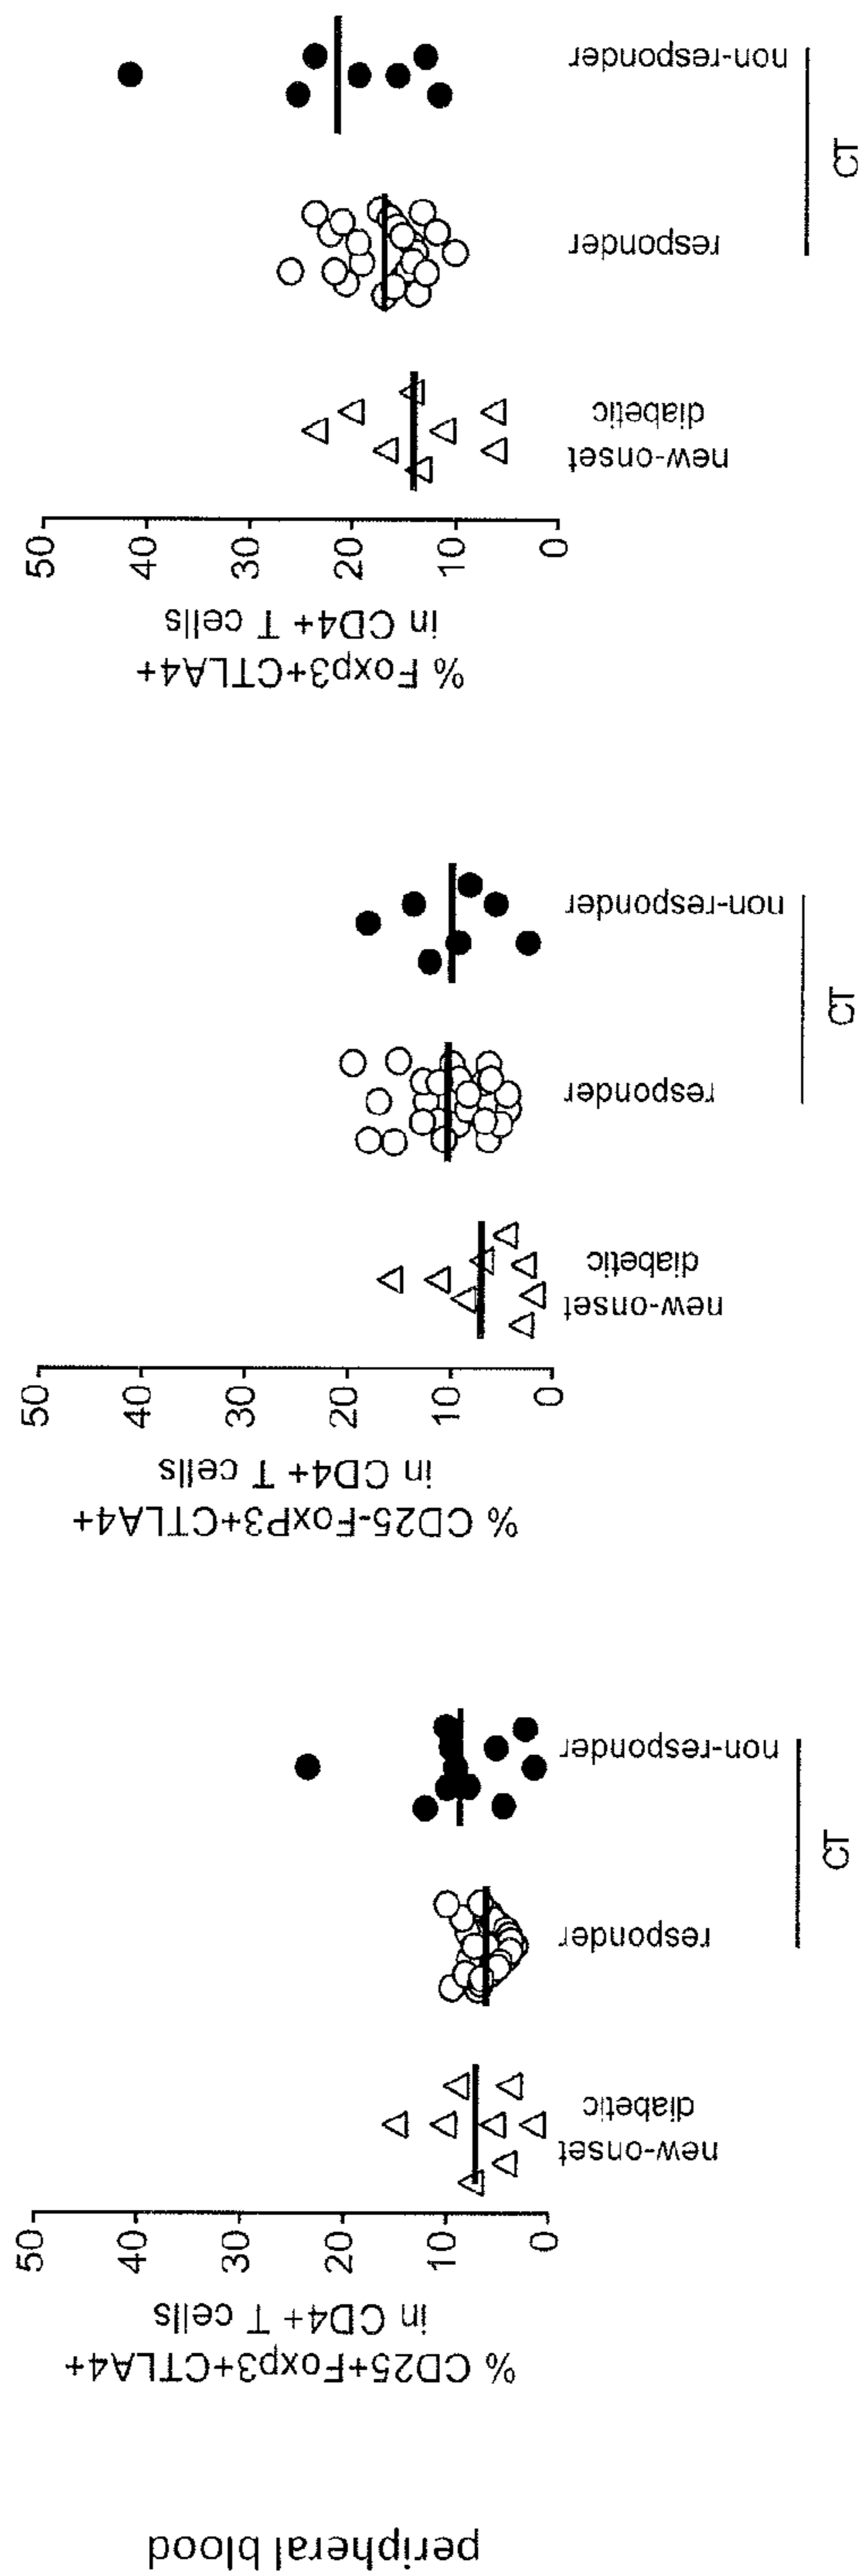 peripheral blood
% CD25+Foxp3+CTLA4+
in CD4+ T cells
50
40
30
20
10
0
new-onset
diabetic
responder
non-responder
CT
% CD25-FoxP3+CTLA4+
in CD4+ T cells
50
40
30
20
10
0
new-onset
diabetic
responder
non-responder
CT
% Foxp3+CTLA4+
in CD4+ T cells
50
40
30
20
10
0
new-onset
diabetic
responder
non-responder
CT